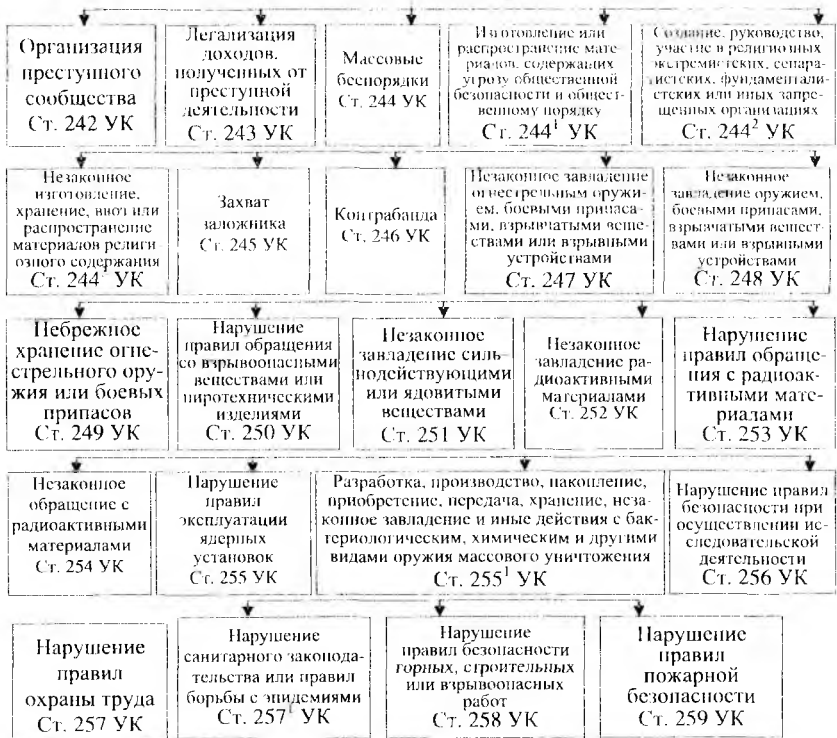 Организация
преступного
сообщества
Ст. 242 УК
Легализация
доходов,
полученных от
преступной
деятельности
Ст. 243 УК
Массовые
беспорядки
Ст. 244 УК
Изготовление или
распространение мате-
риалов, содержащих
угрозу общественной
безопасности и общест-
венному порядку
Ст. 244¹ УК
Создание, руководство,
участие в религиозных
экстремистских, сепара-
тистских, фундамента-
листских или иных запре-
щенных организациях
Ст. 244² УК
Незаконное
изготовление,
хранение, ввоз или
распространение
материалов религи-
озного содержания
Ст. 244 УК
Захват
заложника
Ст. 245 УК
Контрабанда
Ст. 246 УК
Незаконное завладение
огнестрельным оружи-
ем, боевыми припаса-
ми, взрывчатыми веще-
ствами или взрывными
устройствами
Ст. 247 УК
Незаконное
завладение оружием,
боевыми припасами,
взрывчатыми вещест-
вами или взрывными
устройствами
Ст. 248 УК
Небрежное
хранение огне-
стрельного ору-
жия или боевых
припасов
Ст. 249 УК
Нарушение
правил обращения
со взрывоопасными
веществами или
пиротехническими
изделиями
Ст. 250 УК
Незаконное
завладение силь-
нодействующими
или ядовитыми
веществами
Ст. 251 УК
Незаконное
завладение ра-
диоактивными
материалами
Ст. 252 УК
Нарушение
правил обраще-
ния с радиоак-
тивными мате-
риалами
Ст. 253 УК
Незаконное
обращение с
радиоактивными
материалами
Ст. 254 УК
Нарушение
правил
эксплуатации
ядерных
установок
Ст. 255 УК
Разработка, производство, накопление,
приобретение, передача, хранение, неза-
конное завладение и иные действия с бак-
териологическим, химическим и другими
видами оружия массового уничтожения
Ст. 255¹ УК
Нарушение правил
безопасности при
осуществлении ис-
следовательской
деятельности
Ст. 256 УК
Нарушение
правил
охраны труда
Ст. 257 УК
Нарушение
санитарного законода-
тельства или правил
борьбы с эпидемиями
Ст. 257¹ УК
Нарушение
правил безопасности
горных, строительных
или взрывоопасных
работ
Ст. 258 УК
Нарушение
правил
пожарной
безопасности
Ст. 259 УК